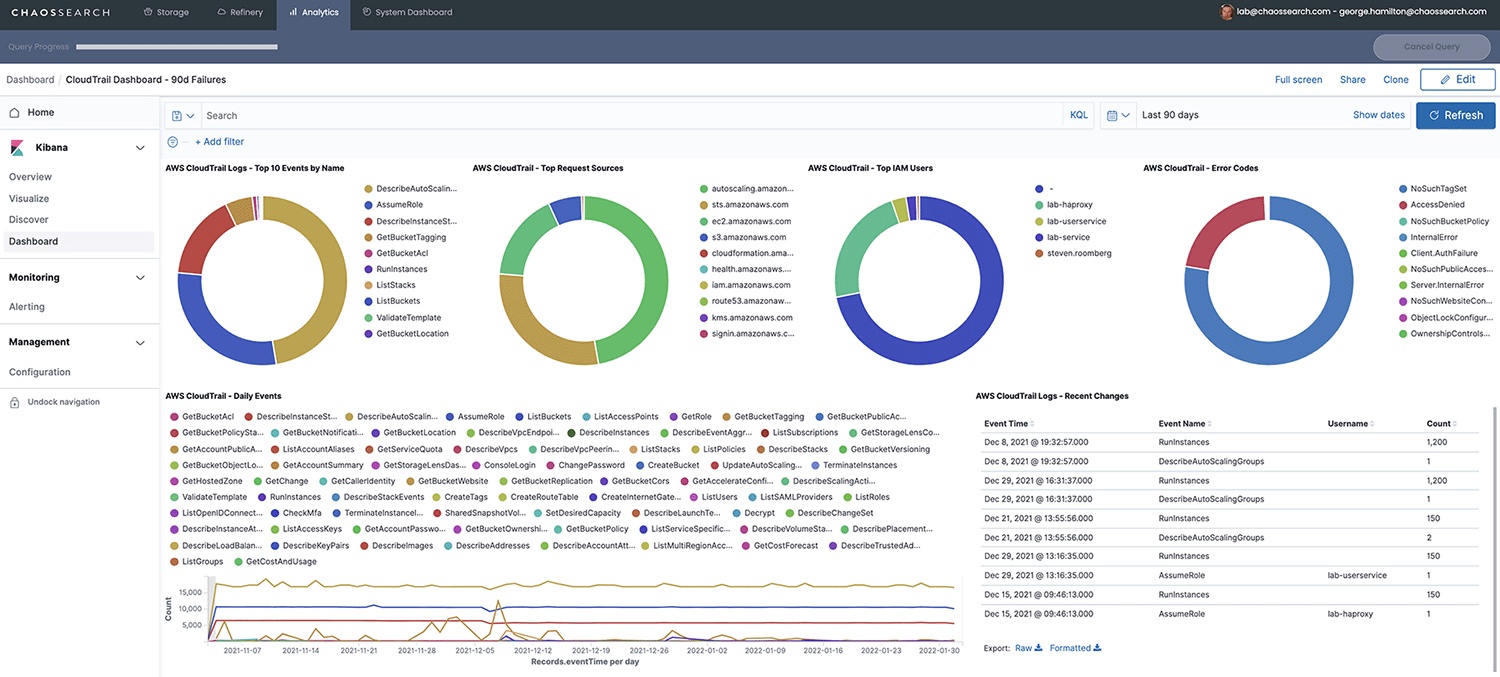 CHAOSSEARCH
Storage
Refinery
Analytics
System Dashboard
lab@chaossearch.com - george.hamilton@chaossearch.com
Query Progress
Cancel Query
Dashboard / CloudTrail Dashboard - 90d Failures
Full screen
Share
Clone
Edit
Home
Kibana
Overview
Visualize
Discover
Dashboard
Monitoring
Alerting
Management
Configuration
Undock navigation
Search
KQL
Last 90 days
Show dates
Refresh
+ Add filter
AWS CloudTrail Logs - Top 10 Events by Name
DescribeAutoScalin...
AssumeRole
DescribeInstanceSt...
GetBucketTagging
GetBucketAcl
RunInstances
ListStacks
ListBuckets
ValidateTemplate
GetBucketLocation
AWS CloudTrail - Top Request Sources
autoscaling.amazon...
sts.amazonaws.com
ec2.amazonaws.com
s3.amazonaws.com
cloudformation.ama...
health.amazonaws....
iam.amazonaws.com
route53.amazonaw...
kms.amazonaws.com
signin.amazonaws.c...
AWS CloudTrail - Top IAM Users
-
lab-haproxy
lab-userservice
lab-service
steven.roomberg
AWS CloudTrail - Error Codes
NoSuchTagSet
AccessDenied
NoSuchBucketPolicy
InternalError
Client.AuthFailure
NoSuchPublicAcces...
Server.InternalError
NoSuchWebsiteCon...
ObjectLockConfigur...
OwnershipControls...
AWS CloudTrail - Daily Events
GetBucketAcl DescribeInstanceSt... DescribeAutoScalin... AssumeRole ListBuckets ListAccessPoints GetRole GetBucketTagging GetBucketPublicAc...
GetBucketPolicySta... GetBucketNotificati... GetBucketLocation DescribeVpcEndpoi... DescribeInstances DescribeEventAggr... ListSubscriptions GetStorageLensCo...
GetAccountPublicA... ListAccountAliases GetServiceQuota DescribeVpcs DescribeVpcPeerin... ListStacks ListPolicies DescribeStacks GetBucketVersioning
GetBucketObjectLo... GetAccountSummary GetStorageLensDas... ConsoleLogin ChangePassword CreateBucket UpdateAutoScaling... TerminateInstances
GetHostedZone GetChange GetCallerIdentity GetBucketWebsite GetBucketReplication GetBucketCors GetAccelerateConfi... DescribeScalingActi...
ValidateTemplate RunInstances DescribeStackEvents CreateTags CreateRouteTable CreateInternetGate... ListUsers ListSAMLProviders ListRoles
ListOpenIDConnect... CheckMfa TerminateInstanceI... SharedSnapshotVol... SetDesiredCapacity DescribeLaunchTe... Decrypt DescribeChangeSet
DescribeInstanceAt... ListAccessKeys GetAccountPasswo... GetBucketOwnershi... GetBucketPolicy ListServiceSpecific... DescribeVolumeSta... DescribePlacement...
DescribeLoadBalan... DescribeKeyPairs DescribeImages DescribeAddresses DescribeAccountAtt... ListMultiRegionAcc... GetCostForecast DescribeTrustedAd...
ListGroups GetCostAndUsage
Count
15,000
10,000
5,000
2021-11-07 2021-11-14 2021-11-21 2021-11-28 2021-12-05 2021-12-12 2021-12-19 2021-12-26 2022-01-02 2022-01-09 2022-01-16 2022-01-23 2022-01-30
Records.eventTime per day
AWS CloudTrail Logs - Recent Changes
Event Time Event Name Username Count
Dec 8, 2021 @ 19:32:57.000 RunInstances 1,200
Dec 8, 2021 @ 19:32:57.000 DescribeAutoScalingGroups 1
Dec 29, 2021 @ 16:31:37.000 RunInstances 1,200
Dec 29, 2021 @ 16:31:37.000 DescribeAutoScalingGroups 1
Dec 21, 2021 @ 13:55:56.000 RunInstances 150
Dec 21, 2021 @ 13:55:56.000 DescribeAutoScalingGroups 2
Dec 29, 2021 @ 13:16:35.000 RunInstances 150
Dec 29, 2021 @ 13:16:35.000 AssumeRole lab-userservice 1
Dec 15, 2021 @ 09:46:13.000 RunInstances 150
Dec 15, 2021 @ 09:46:13.000 AssumeRole lab-haproxy 1
Export: Raw Formatted